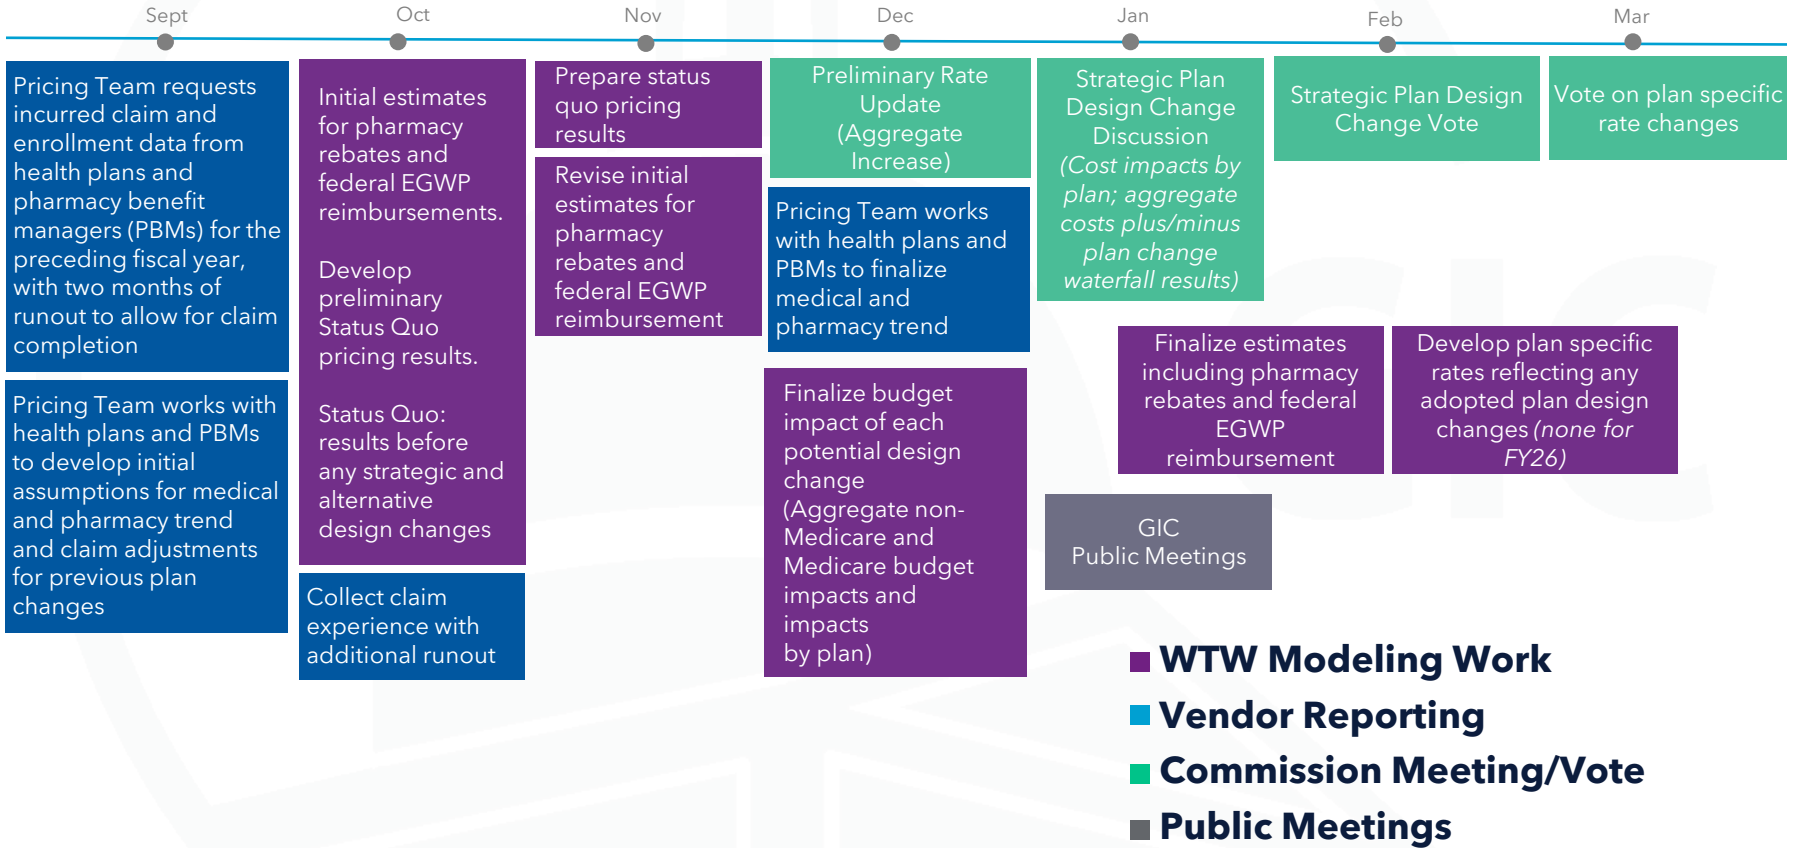 Sept
Oct
Nov
Dec
Jan
Feb
Mar
Pricing Team requests
incurred claim and
enrollment data from
health plans and
pharmacy benefit
managers (PBMs) for the
preceding fiscal year,
with two months of
runout to allow for claim
completion
Pricing Team works with
health plans and PBMs
to develop initial
assumptions for medical
and pharmacy trend
and claim adjustments
for previous plan
changes
Initial estimates
for pharmacy
rebates and
federal EGWP
reimbursements.
Develop
preliminary
Status Quo
pricing results.
Status Quo:
results before
any strategic and
alternative
design changes
Collect claim
experience with
additional runout
Prepare status
quo pricing
results
Revise initial
estimates for
pharmacy
rebates and
federal EGWP
reimbursement
Preliminary Rate
Update
(Aggregate
Increase)
Pricing Team works
with health plans and
PBMs to finalize
medical and
pharmacy trend
Finalize budget
impact of each
potential design
change
(Aggregate non-
Medicare and
Medicare budget
impacts and
impacts
by plan)
Strategic Plan
Design Change
Discussion
(Cost impacts by
plan; aggregate
costs plus/minus
plan change
waterfall results)
Finalize estimates
including pharmacy
rebates and federal
EGWP
reimbursement
GIC
Public Meetings
Strategic Plan Design
Change Vote
Develop plan specific
rates reflecting any
adopted plan design
changes (none for
FY26)
Vote on plan specific
rate changes
GIC
WTW Modeling Work
Vendor Reporting
Commission Meeting/Vote
Public Meetings